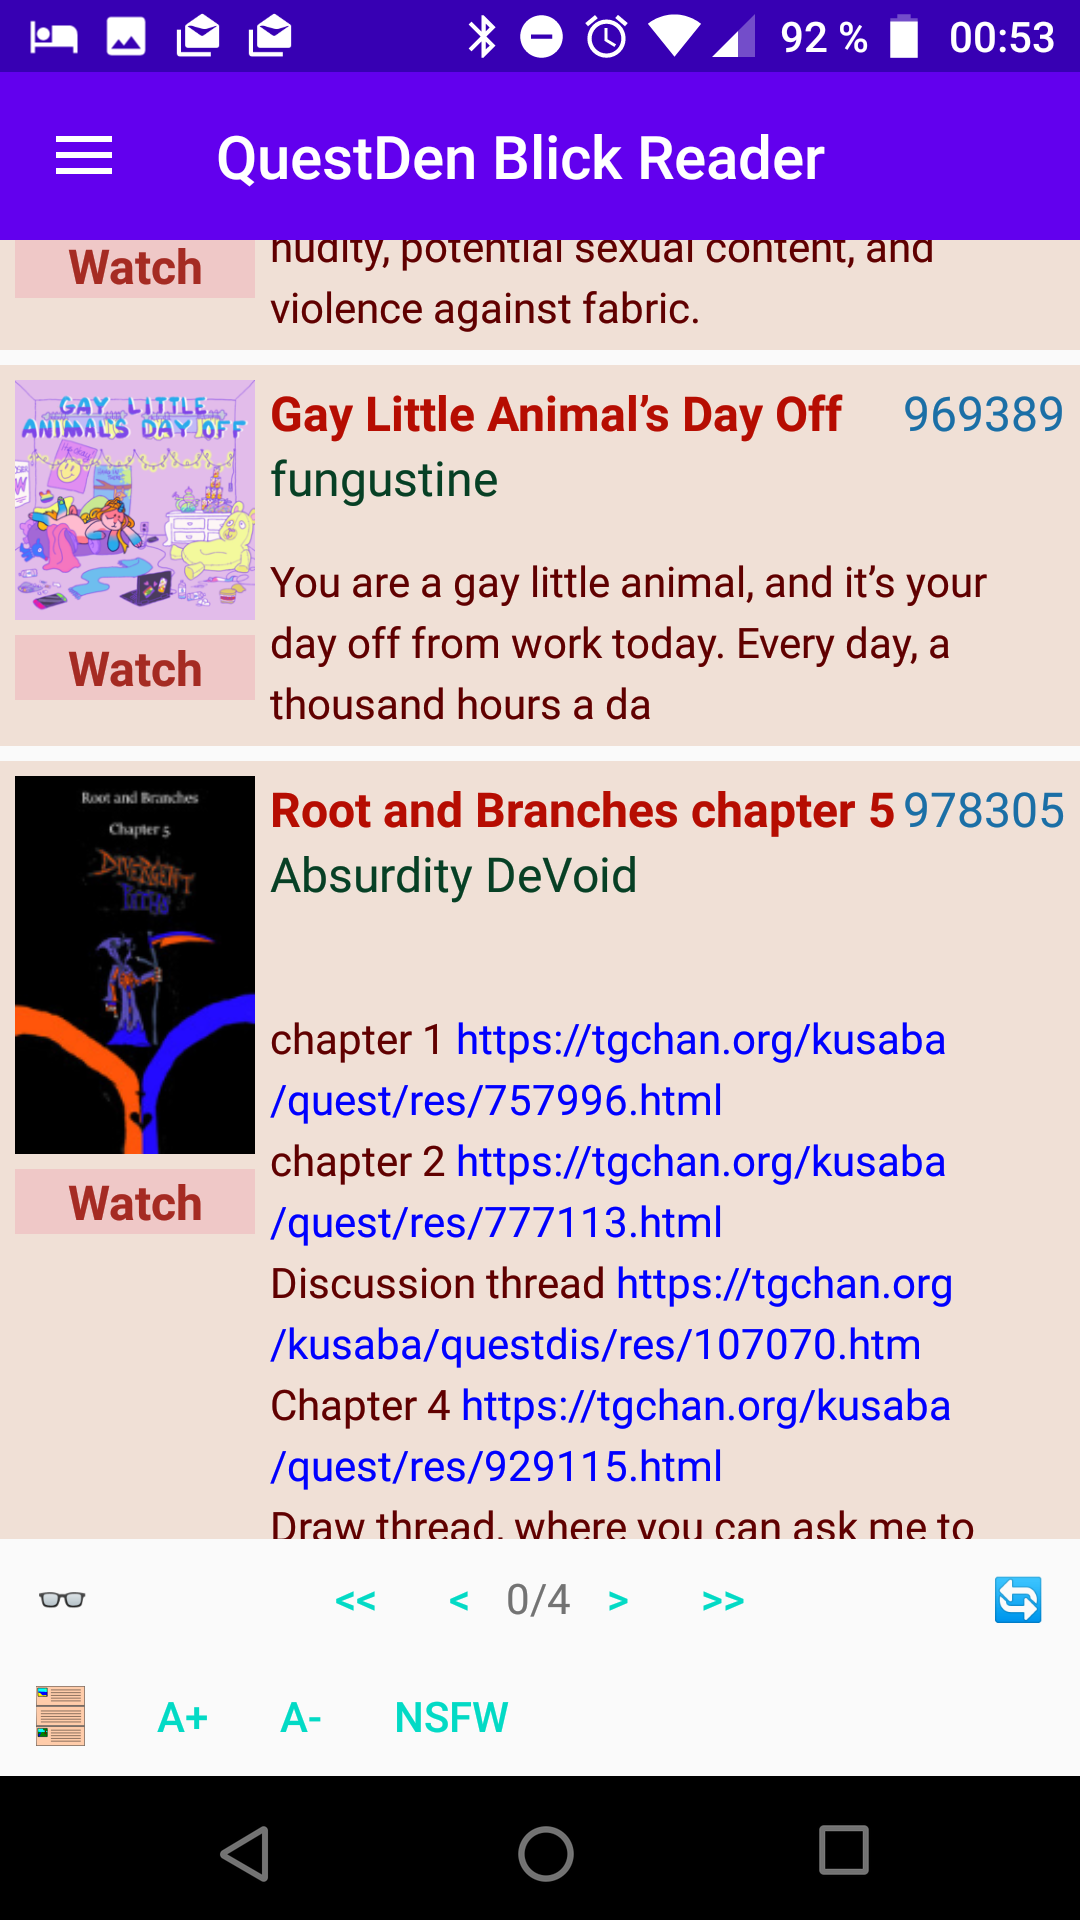 92 %
00:53
QuestDen Blick Reader
Watch
nudity, potential sexual content, and
violence against fabric.
GAY LITTLE
ANIMALS DAY OFF
Gay Little Animal’s Day Off
969389
fungustine
You are a gay little animal, and it’s your
day off from work today. Every day, a
thousand hours a da
Watch
Root and Branches
Chapter 5
DIVERGENT
Root and Branches chapter 5
978305
Absurdity DeVoid
chapter 1 https://tgchan.org/kusaba
/quest/res/757996.html
chapter 2 https://tgchan.org/kusaba
/quest/res/777113.html
Discussion thread https://tgchan.org
/kusaba/questdis/res/107070.htm
Chapter 4 https://tgchan.org/kusaba
/quest/res/929115.html
Draw thread, where you can ask me to
Watch
<< < 0/4 > >>
A+ A- NSFW